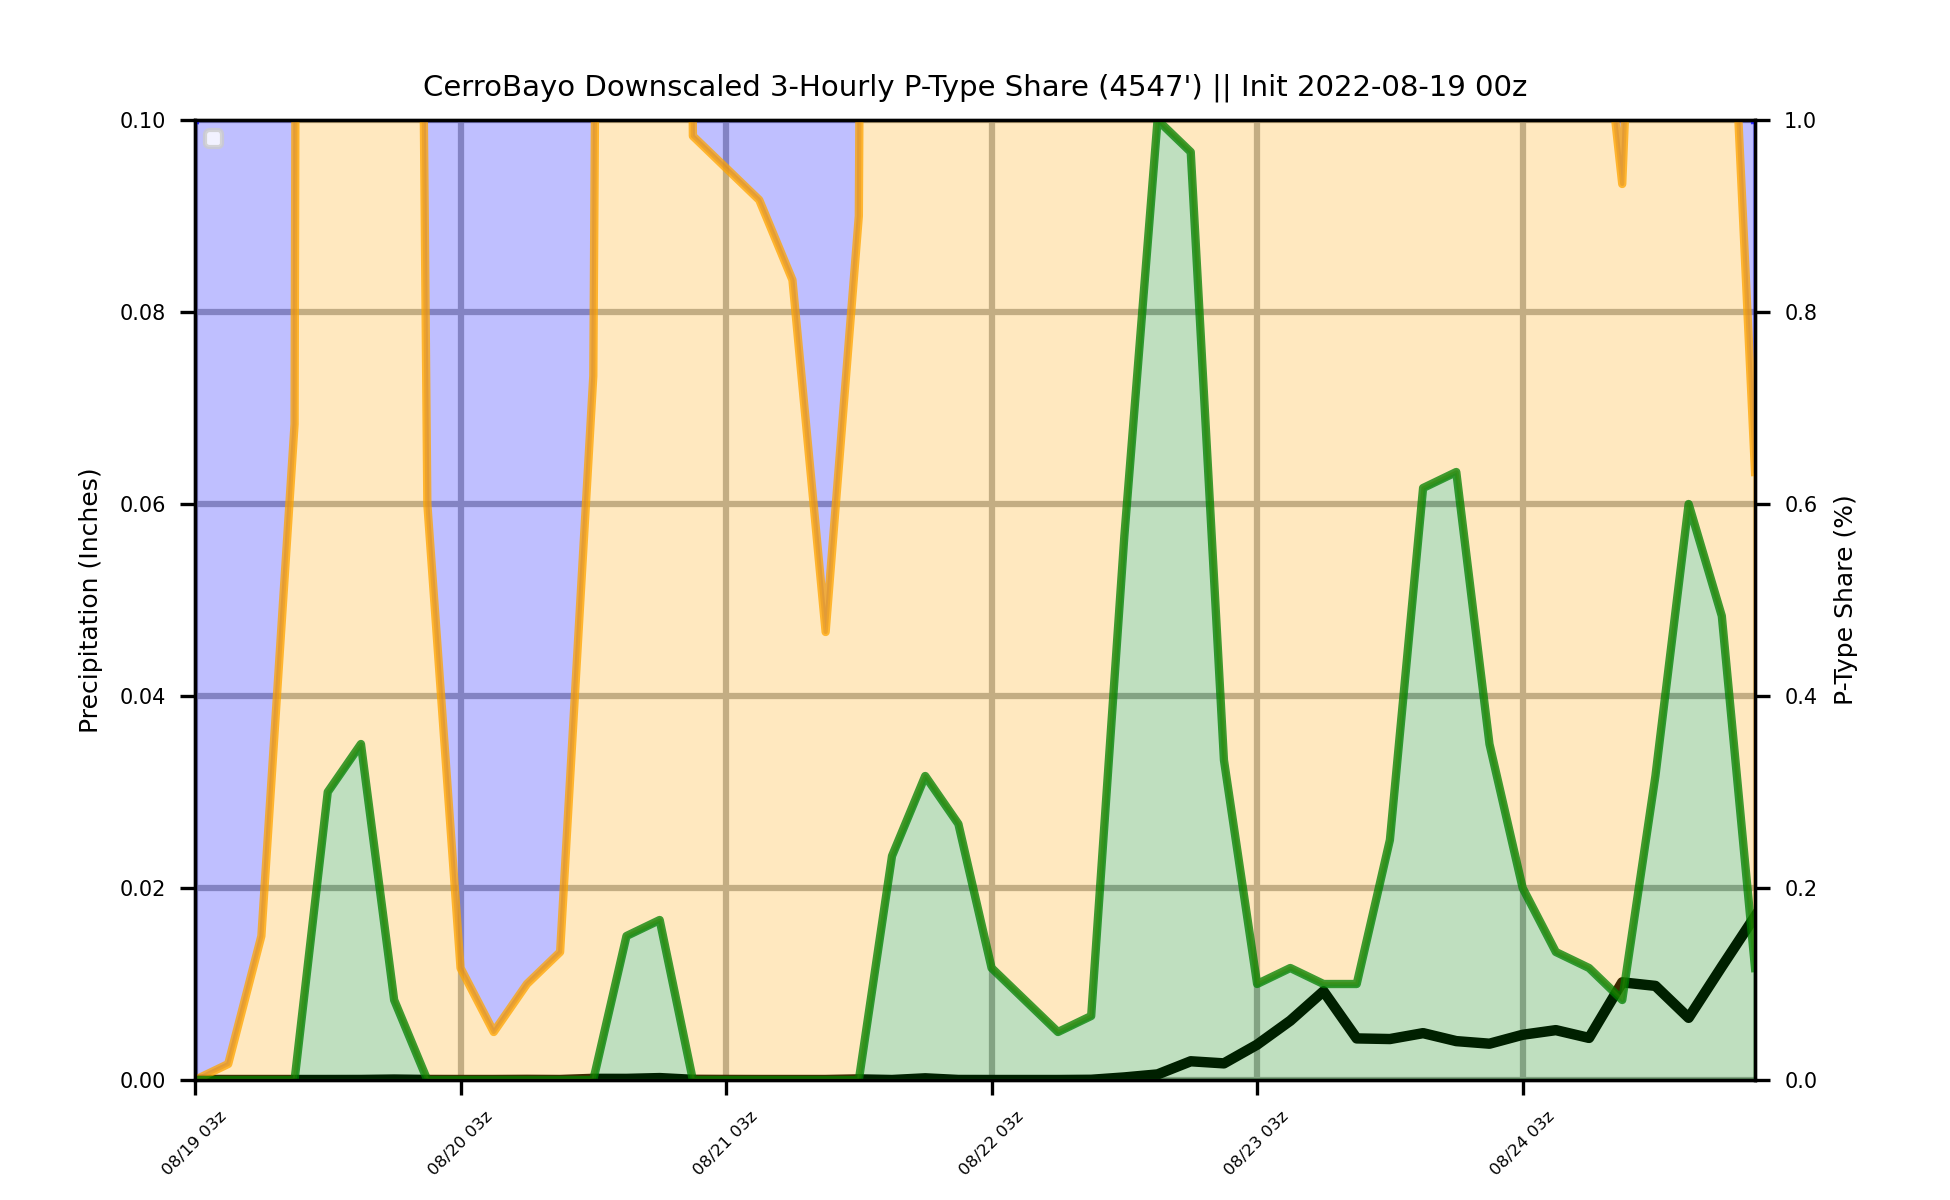 CerroBayo Downscaled 3-Hourly P-Type Share (4547') || Init 2022-08-19 00z
0.10
0.08
0.06
0.04
0.02
0.00
Precipitation (Inches)
1.0
0.8
0.6
0.4
0.2
0.0
P-Type Share (%)
08/19 03z
08/20 03z
08/21 03z
08/22 03z
08/23 03z
08/24 03z